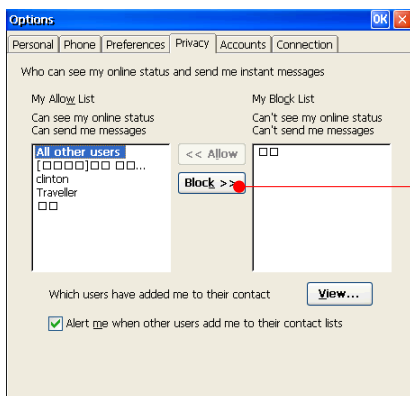 Options OK
Personal Phone Preferences Privacy Accounts Connection
Who can see my online status and send me instant messages
My Allow List My Block List
Can see my online status Can't see my online status
Can send me messages Can't send me messages
All other users << Allow □□
[□□□□]□□ □□...
clinton Block >>
Traveller
□□
Which users have added me to their contact View...
Alert me when other users add me to their contact lists